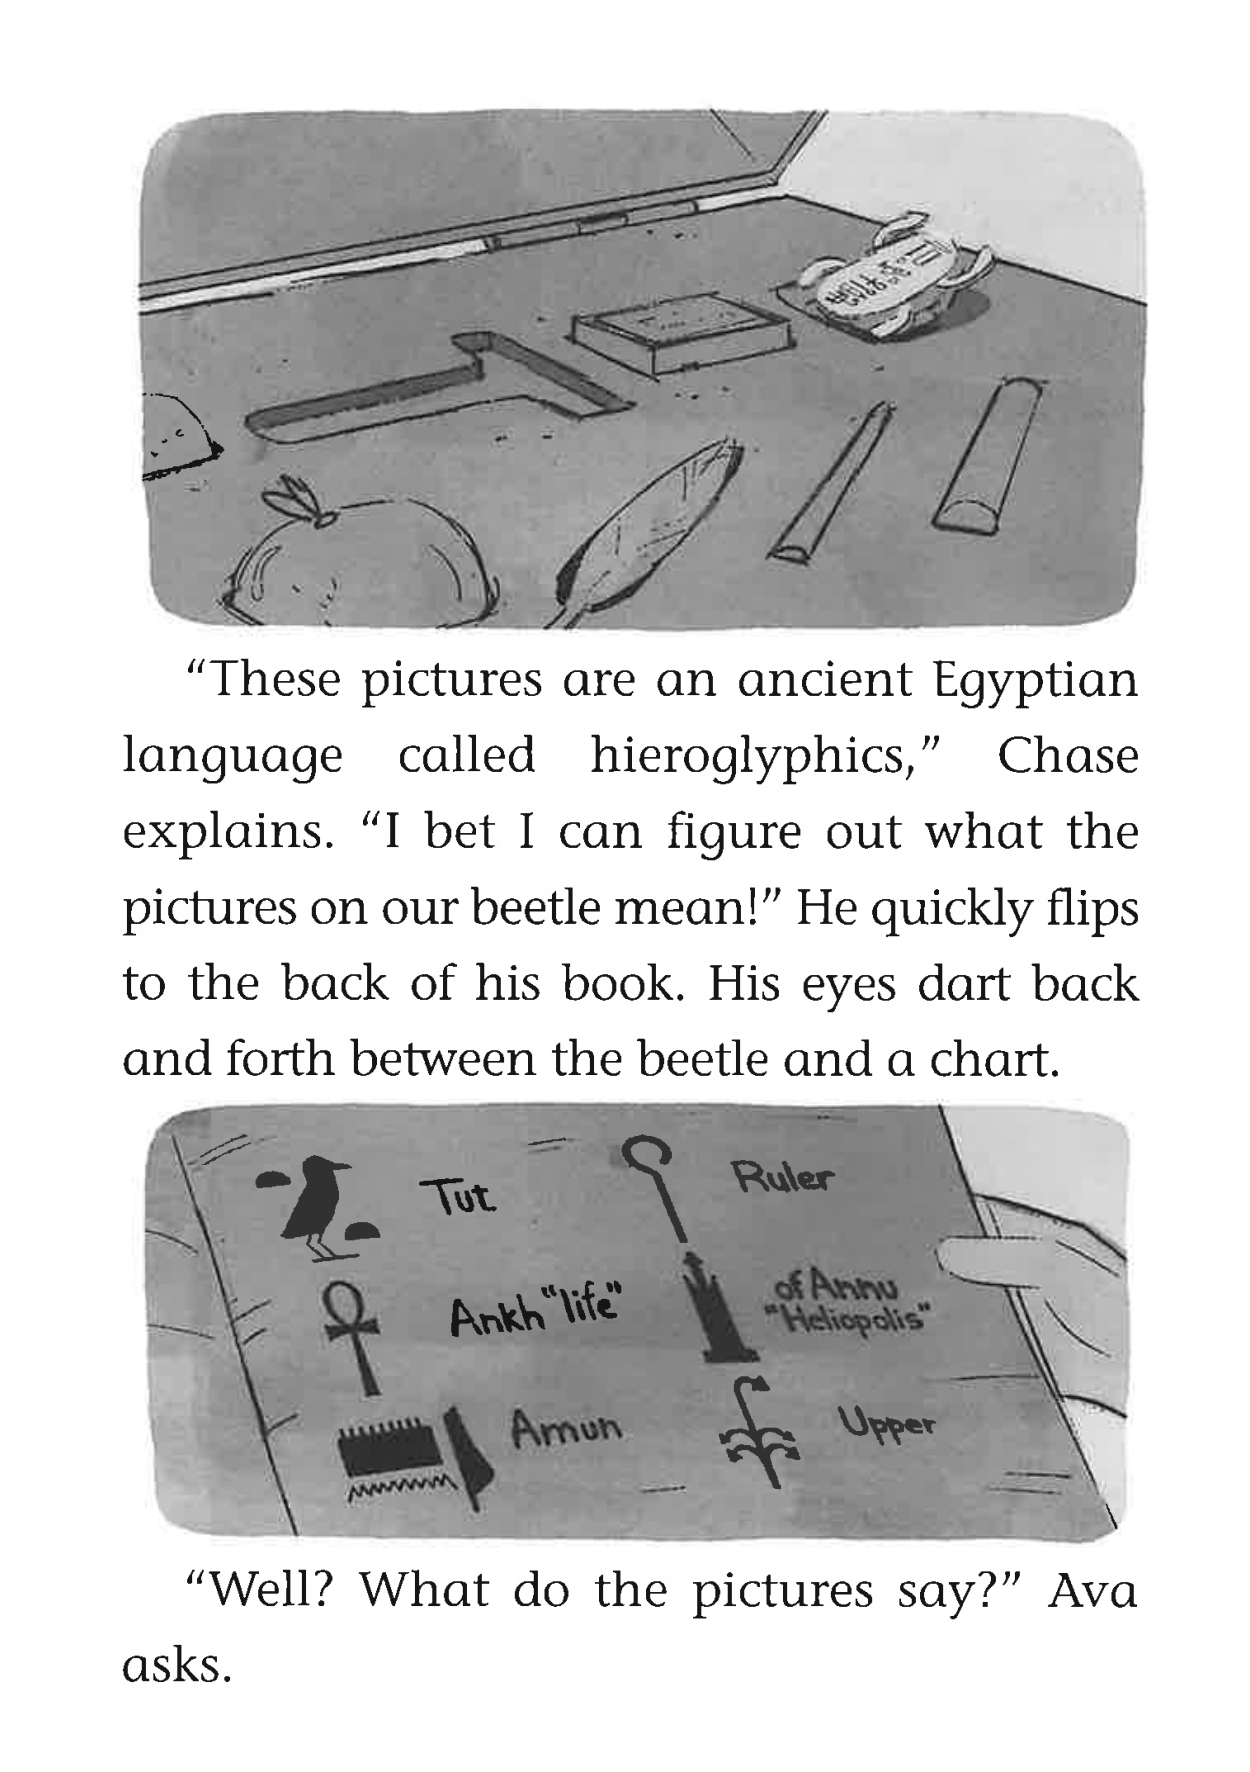 “These pictures are an ancient Egyptian
language called hieroglyphics,” Chase
explains. “I bet I can figure out what the
pictures on our beetle mean!” He quickly flips
to the back of his book. His eyes dart back
and forth between the beetle and a chart.
Tut
Ruler
Ankh "life"
of Annu
"Heliopolis"
Amun
Upper
“Well? What do the pictures say?” Ava
asks.